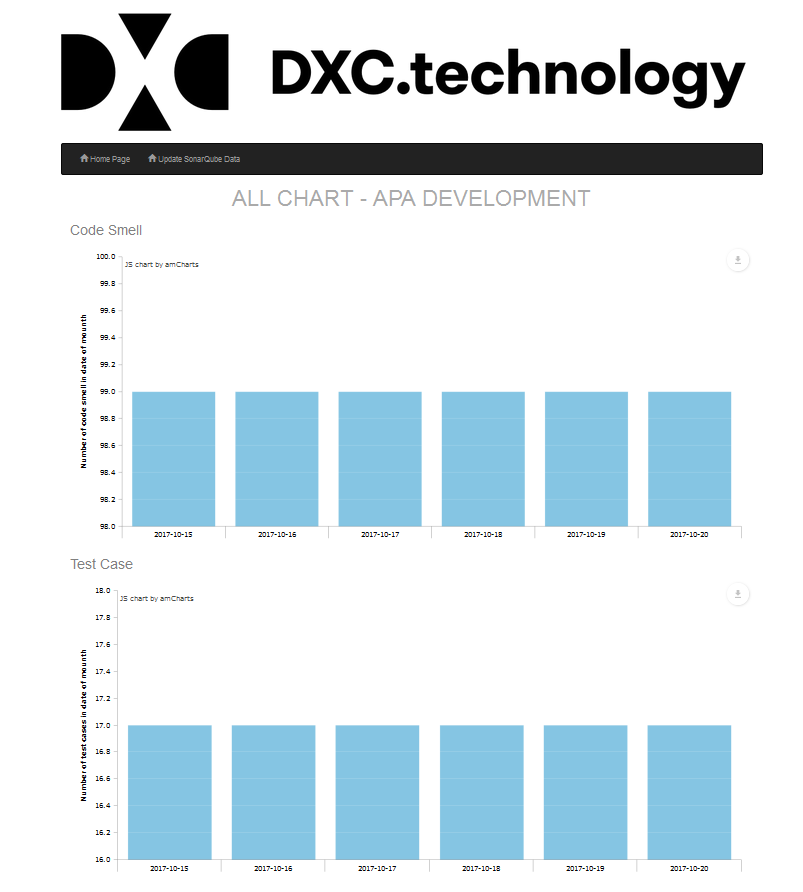 DXC.technology
Home Page Update SonarQube Data
ALL CHART - APA DEVELOPMENT
Code Smell
100.0
JS chart by amCharts
99.8
99.6
99.4
99.2
99.0
98.8
98.6
98.4
98.2
98.0
Number of code smell in date of mounth
2017-10-15 2017-10-16 2017-10-17 2017-10-18 2017-10-19 2017-10-20
Test Case
18.0
JS chart by amCharts
17.8
17.6
17.4
17.2
17.0
16.8
16.6
16.4
16.2
16.0
Number of test cases in date of mounth
2017-10-15 2017-10-16 2017-10-17 2017-10-18 2017-10-19 2017-10-20